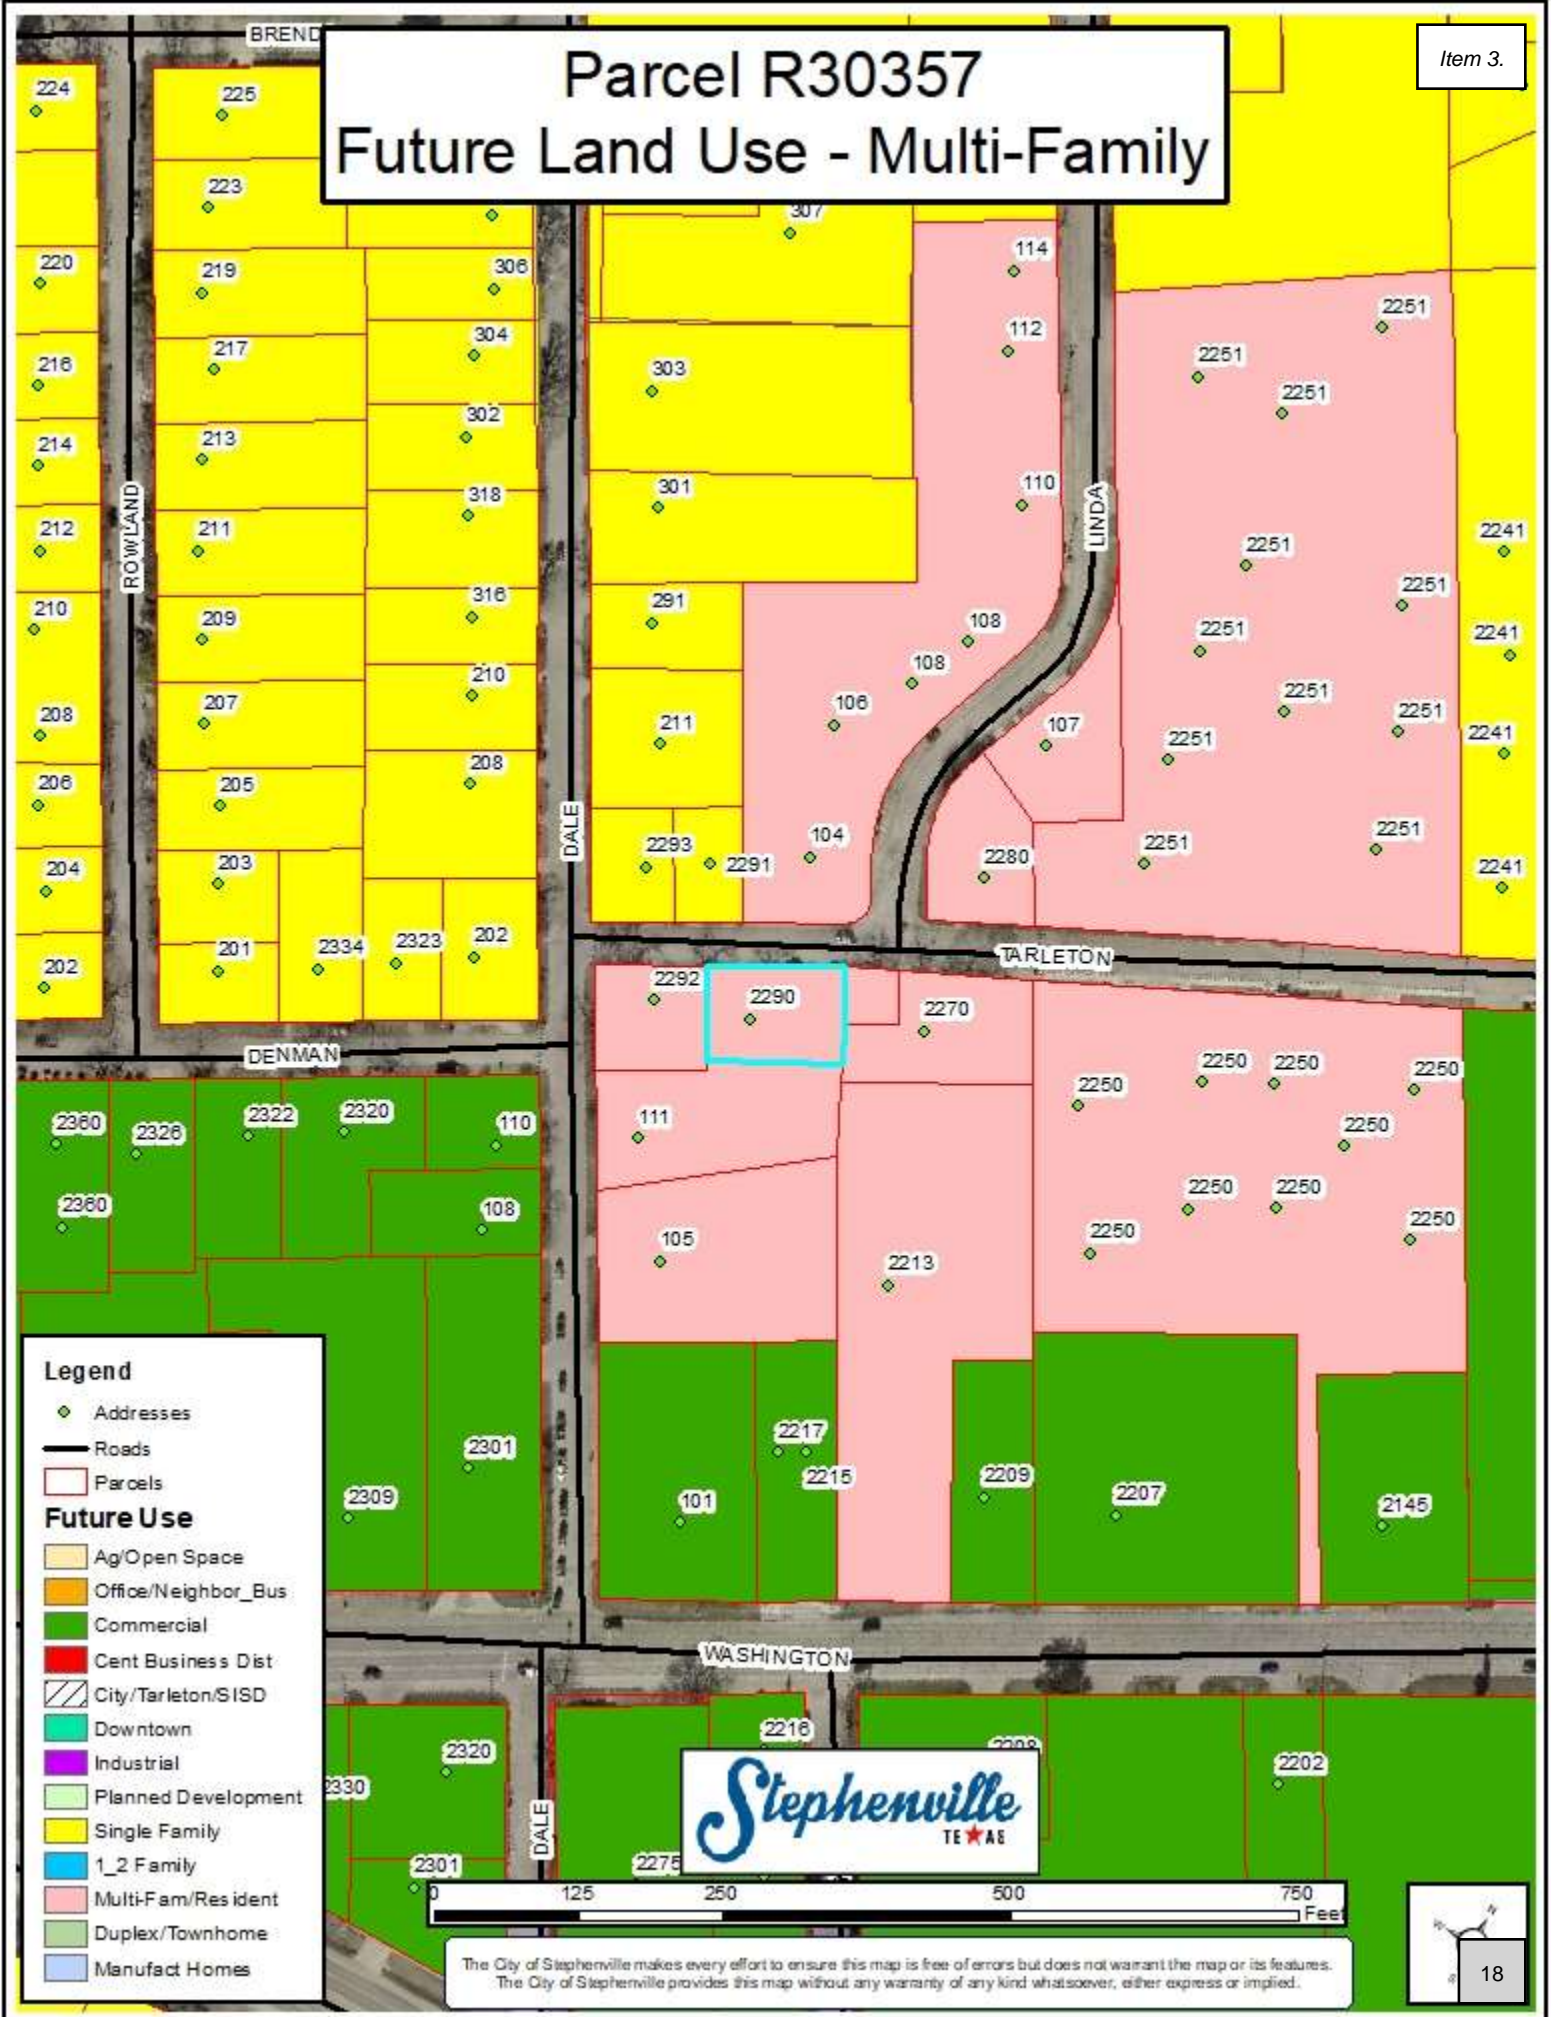 Item 3.
Parcel R30357
Future Land Use - Multi-Family
224
225
223
307
114
220
219
306
2251
112
304
217
2251
216
303
2251
302
213
214
318
301
110
ROWLAND
LINDA
212
211
2251
2241
316
291
2251
210
209
108
2251
2241
210
108
208
207
211
106
107
2251
2251
2241
208
2251
206
205
DALE
2293
2291
104
2280
2251
2251
2241
204
203
201
2334
2323
202
TARLETON
202
2292
2290
2270
DENMAN
2250
2250
2250
2250
2360
2326
2322
2320
110
111
2250
2360
108
2250
2250
2250
2250
105
2213
Legend
Addresses
Roads
Parcels
Future Use
Ag/Open Space
Office/Neighbor_Bus
Commercial
Cent Business Dist
City/Tarleton/SISD
Downtown
Industrial
Planned Development
Single Family
1_2 Family
Multi-Fam/Resident
Duplex/Townhome
Manufact Homes
2301
2309
2217
2215
101
2209
2207
2145
WASHINGTON
2216
2320
2202
2330
DALE
2301
2275
Stephenville
TEXAS
0 125 250 500 750
Feet
The City of Stephenville makes every effort to ensure this map is free of errors but does not warrant the map or its features.
The City of Stephenville provides this map without any warranty of any kind whatsoever, either express or implied.
N
W
18